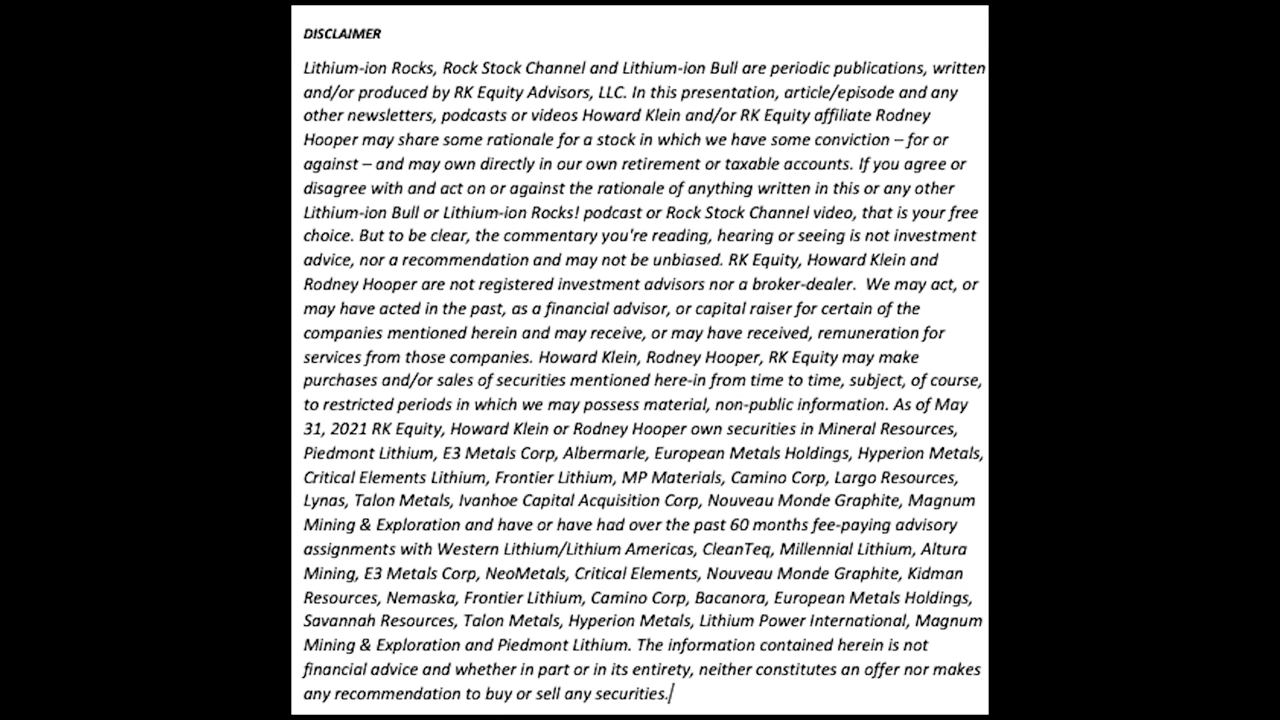 DISCLAIMER
Lithium-ion Rocks, Rock Stock Channel and Lithium-ion Bull are periodic publications, written
and/or produced by RK Equity Advisors, LLC. In this presentation, article/episode and any
other newsletters, podcasts or videos Howard Klein and/or RK Equity affiliate Rodney
Hooper may share some rationale for a stock in which we have some conviction – for or
against – and may own directly in our own retirement or taxable accounts. If you agree or
disagree with and act on or against the rationale of anything written in this or any other
Lithium-ion Bull or Lithium-ion Rocks! podcast or Rock Stock Channel video, that is your free
choice. But to be clear, the commentary you're reading, hearing or seeing is not investment
advice, nor a recommendation and may not be unbiased. RK Equity, Howard Klein and
Rodney Hooper are not registered investment advisors nor a broker-dealer.  We may act, or
may have acted in the past, as a financial advisor, or capital raiser for certain of the
companies mentioned herein and may receive, or may have received, remuneration for
services from those companies. Howard Klein, Rodney Hooper, RK Equity may make
purchases and/or sales of securities mentioned here-in from time to time, subject, of course,
to restricted periods in which we may possess material, non-public information. As of May
31, 2021 RK Equity, Howard Klein or Rodney Hooper own securities in Mineral Resources,
Piedmont Lithium, E3 Metals Corp, Albermarle, European Metals Holdings, Hyperion Metals,
Critical Elements Lithium, Frontier Lithium, MP Materials, Camino Corp, Largo Resources,
Lynas, Talon Metals, Ivanhoe Capital Acquisition Corp, Nouveau Monde Graphite, Magnum
Mining & Exploration and have or have had over the past 60 months fee-paying advisory
assignments with Western Lithium/Lithium Americas, CleanTeq, Millennial Lithium, Altura
Mining, E3 Metals Corp, NeoMetals, Critical Elements, Nouveau Monde Graphite, Kidman
Resources, Nemaska, Frontier Lithium, Camino Corp, Bacanora, European Metals Holdings,
Savannah Resources, Talon Metals, Hyperion Metals, Lithium Power International, Magnum
Mining & Exploration and Piedmont Lithium. The information contained herein is not
financial advice and whether in part or in its entirety, neither constitutes an offer nor makes
any recommendation to buy or sell any securities.